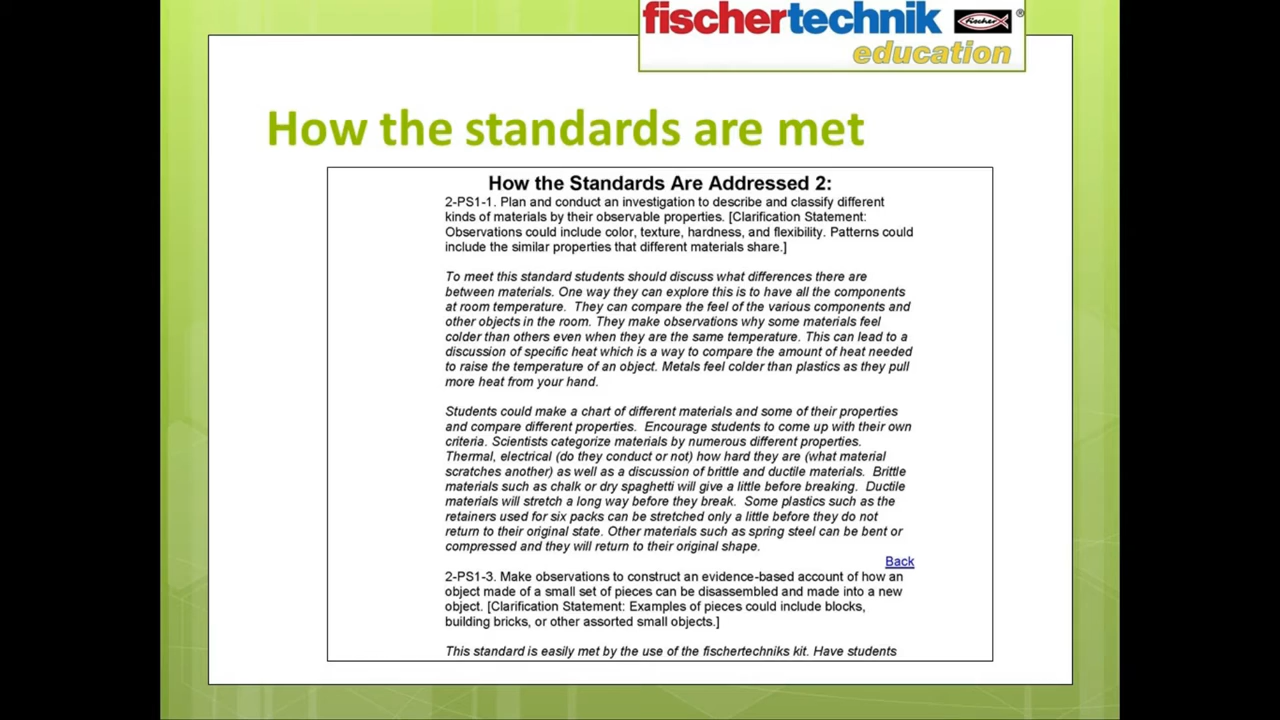 fischertechnik fischer ®
education
How the standards are met
How the Standards Are Addressed 2:
2-PS1-1. Plan and conduct an investigation to describe and classify different
kinds of materials by their observable properties. [Clarification Statement:
Observations could include color, texture, hardness, and flexibility. Patterns could
include the similar properties that different materials share.]
To meet this standard students should discuss what differences there are
between materials. One way they can explore this is to have all the components
at room temperature. They can compare the feel of the various components and
other objects in the room. They make observations why some materials feel
colder than others even when they are the same temperature. This can lead to a
discussion of specific heat which is a way to compare the amount of heat needed
to raise the temperature of an object. Metals feel colder than plastics as they pull
more heat from your hand.
Students could make a chart of different materials and some of their properties
and compare different properties. Encourage students to come up with their own
criteria. Scientists categorize materials by numerous different properties.
Thermal, electrical (do they conduct or not) how hard they are (what material
scratches another) as well as a discussion of brittle and ductile materials. Brittle
materials such as chalk or dry spaghetti will give a little before breaking. Ductile
materials will stretch a long way before they break. Some plastics such as the
retainers used for six packs can be stretched only a little before they do not
return to their original state. Other materials such as spring steel can be bent or
compressed and they will return to their original shape.
Back
2-PS1-3. Make observations to construct an evidence-based account of how an
object made of a small set of pieces can be disassembled and made into a new
object. [Clarification Statement: Examples of pieces could include blocks,
building bricks, or other assorted small objects.]
This standard is easily met by the use of the fischertechniks kit. Have students